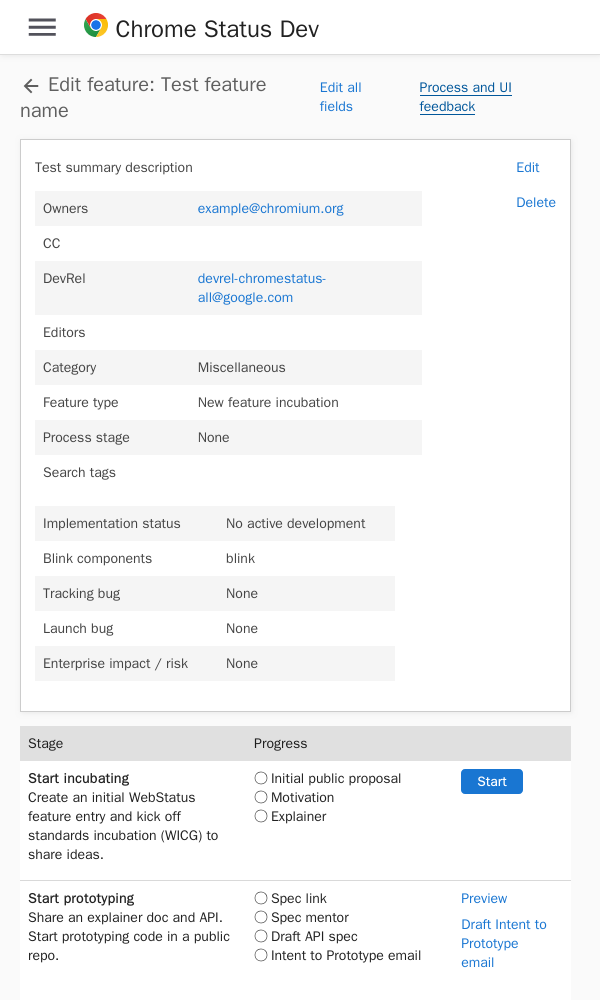 Chrome Status Dev
Edit feature: Test feature
name
Edit all
fields
Process and UI
feedback
Test summary description
Edit
Delete
Owners example@chromium.org
CC
DevRel devrel-chromestatus-
all@google.com
Editors
Category Miscellaneous
Feature type New feature incubation
Process stage None
Search tags
Implementation status No active development
Blink components blink
Tracking bug None
Launch bug None
Enterprise impact / risk None
Stage Progress
Start incubating
Create an initial WebStatus
feature entry and kick off
standards incubation (WICG) to
share ideas.
Initial public proposal
Motivation
Explainer
Start
Start prototyping
Share an explainer doc and API.
Start prototyping code in a public
repo.
Spec link
Spec mentor
Draft API spec
Intent to Prototype email
Preview
Draft Intent to
Prototype
email